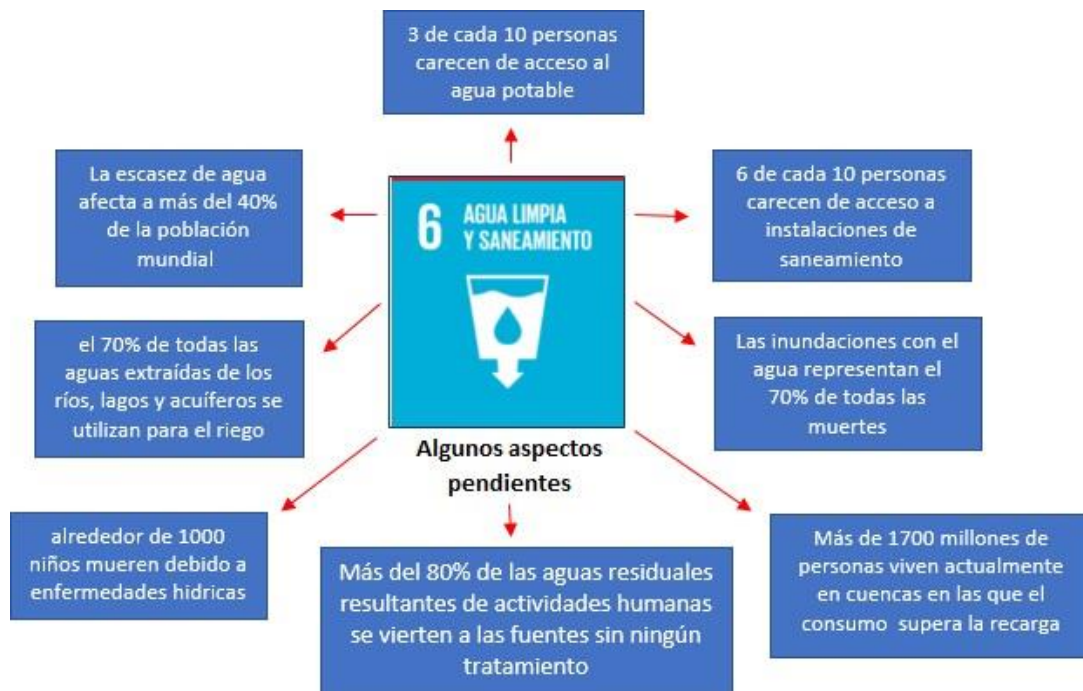 3 de cada 10 personas
carecen de acceso al
agua potable
La escasez de agua
afecta a más del 40%
de la población
mundial
6 AGUA LIMPIA
Y SANEAMIENTO
6 de cada 10 personas
carecen de acceso a
instalaciones de
saneamiento
el 70% de todas las
aguas extraídas de los
ríos, lagos y acuíferos se
utilizan para el riego
Las inundaciones con el
agua representan el
70% de todas las
muertes
Algunos aspectos
pendientes
alrededor de 1000
niños mueren debido a
enfermedades hidricas
Más del 80% de las aguas residuales
resultantes de actividades humanas
se vierten a las fuentes sin ningún
tratamiento
Más de 1700 millones de
personas viven actualmente
en cuencas en las que el
consumo supera la recarga